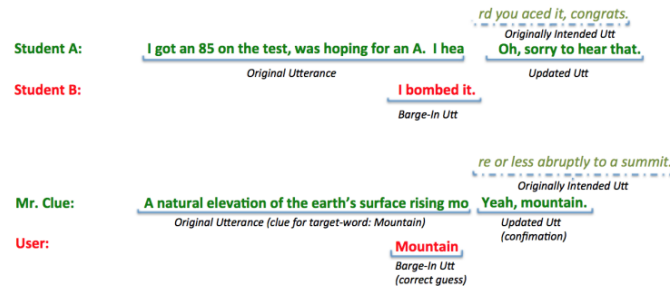 rd you aced it, congrats.
Originally Intended Utt
Student A: I got an 85 on the test, was hoping for an A. I hea Oh, sorry to hear that.
Original Utterance Updated Utt
Student B: I bombed it.
Barge-In Utt
re or less abruptly to a summit.
Originally Intended Utt
Mr. Clue: A natural elevation of the earth's surface rising mo Yeah, mountain.
Original Utterance (clue for target-word: Mountain) Updated Utt
(confimation)
User: Mountain
Barge-In Utt
(correct guess)